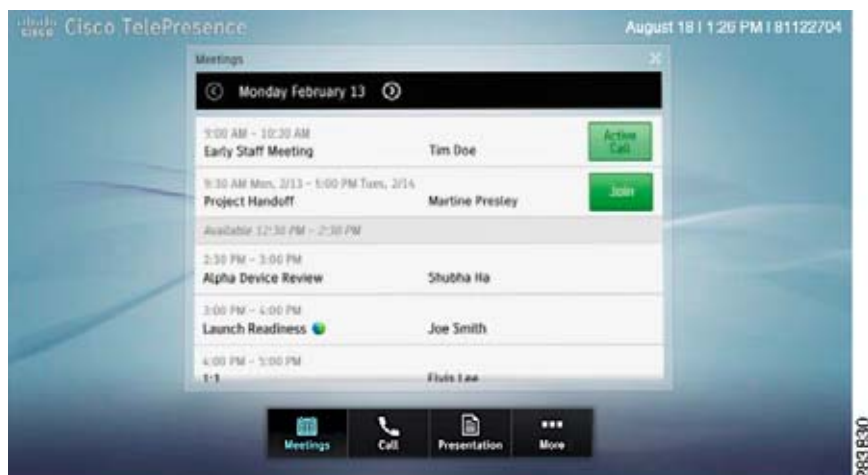 cisco Cisco TelePresence
August 18 | 1:26 PM | 81122704
Meetings
Monday February 13
9:00 AM - 10:30 AM
Early Staff Meeting Tim Doe Active Call
9:30 AM Mon, 2/13 - 5:00 PM Tues, 2/14
Project Handoff Martine Presley Join
Available 12:30 PM - 2:30 PM
2:30 PM - 3:00 PM
Alpha Device Review Shubha Ha
3:00 PM - 4:00 PM
Launch Readiness Joe Smith
4:00 PM - 5:00 PM
1:1 Elvis Lee
Meetings Call Presentation More